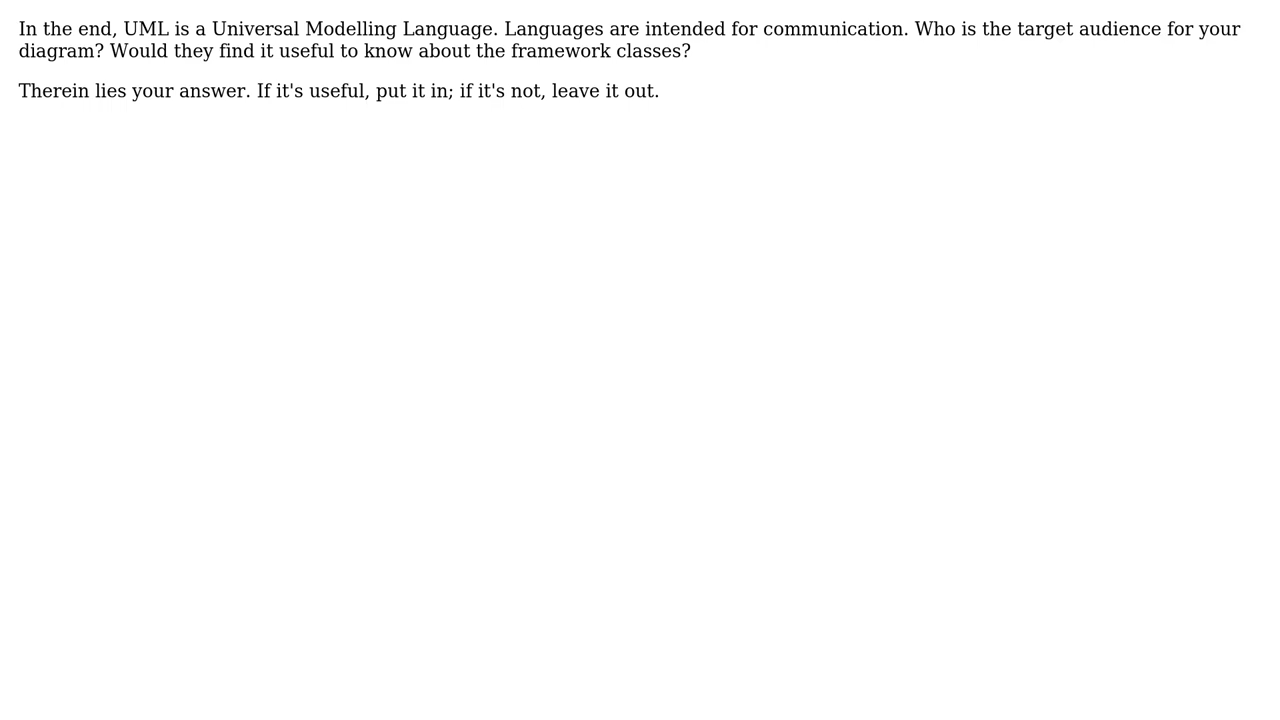 In the end, UML is a Universal Modelling Language. Languages are intended for communication. Who is the target audience for your
diagram? Would they find it useful to know about the framework classes?
Therein lies your answer. If it's useful, put it in; if it's not, leave it out.